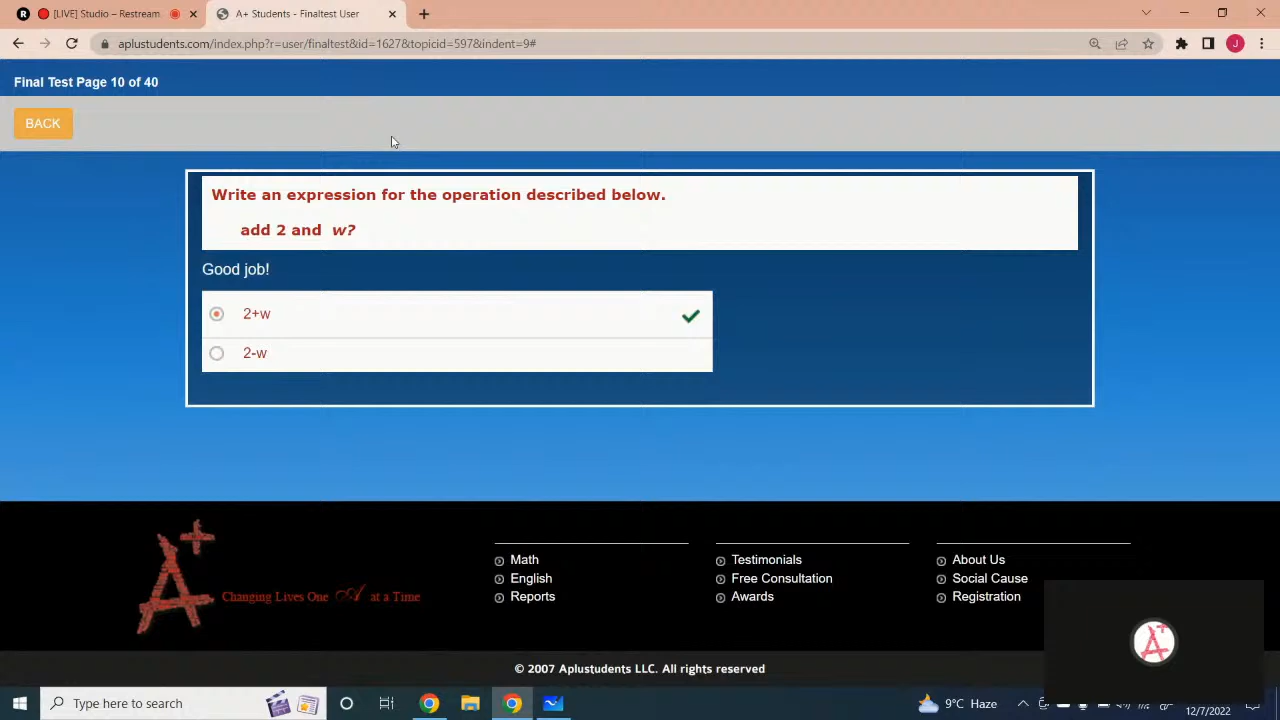 [LIVE] Studio – Restream
A+ Students - Finaltest User
aplustudents.com/index.php?r=user/finaltest&id=1627&topicid=597&indent=9#
J
Final Test Page 10 of 40
BACK
Write an expression for the operation described below.
add 2 and w?
Good job!
2+w
2-w
A+
Changing Lives One A at a Time
Math
English
Reports
Testimonials
Free Consultation
Awards
About Us
Social Cause
Registration
© 2007 Aplustudents LLC. All rights reserved
Type here to search
9°C Haze
12/7/2022